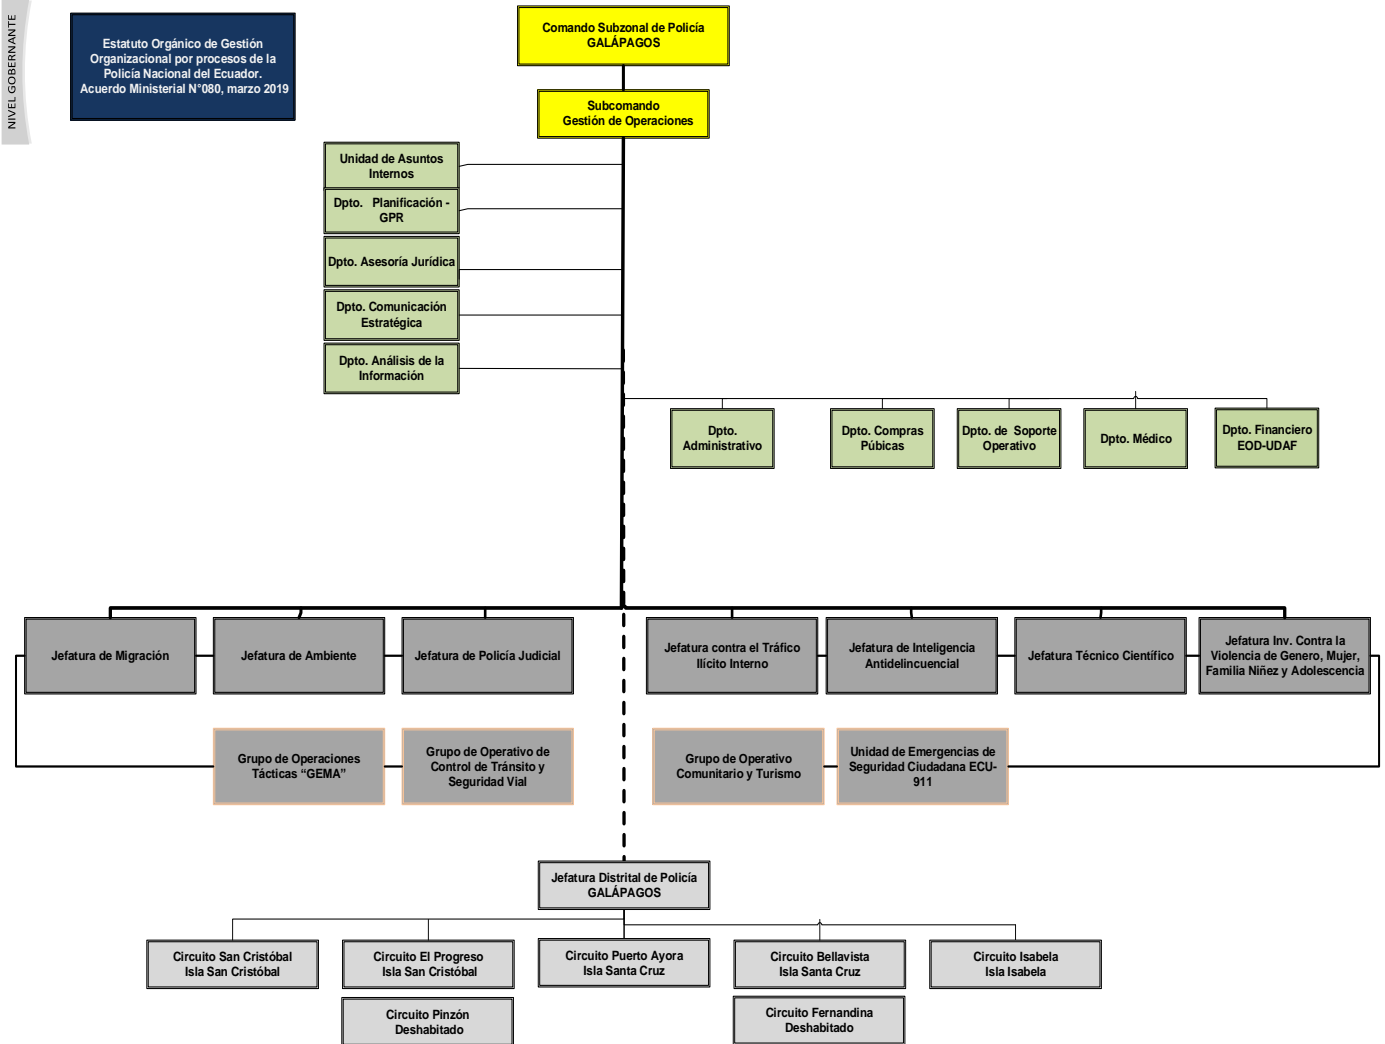 NIVEL GOBERNANTE
Estatuto Orgánico de Gestión
Organizacional por procesos de la
Policía Nacional del Ecuador.
Acuerdo Ministerial N°080, marzo 2019
Comando Subzonal de Policía
GALÁPAGOS
Subcomando
Gestión de Operaciones
Unidad de Asuntos
Internos
Dpto. Planificación -
GPR
Dpto. Asesoría Jurídica
Dpto. Comunicación
Estratégica
Dpto. Análisis de la
Información
Dpto.
Administrativo
Dpto. Compras
Púbicas
Dpto. de Soporte
Operativo
Dpto. Médico
Dpto. Financiero
EOD-UDAF
Jefatura de Migración
Jefatura de Ambiente
Jefatura de Policía Judicial
Jefatura contra el Tráfico
Ilícito Interno
Jefatura de Inteligencia
Antidelincuencial
Jefatura Técnico Científico
Jefatura Inv. Contra la
Violencia de Genero, Mujer,
Familia Niñez y Adolescencia
Grupo de Operaciones
Tácticas “GEMA”
Grupo de Operativo de
Control de Tránsito y
Seguridad Vial
Grupo de Operativo
Comunitario y Turismo
Unidad de Emergencias de
Seguridad Ciudadana ECU-
911
Jefatura Distrital de Policía
GALÁPAGOS
Circuito San Cristóbal
Isla San Cristóbal
Circuito El Progreso
Isla San Cristóbal
Circuito Puerto Ayora
Isla Santa Cruz
Circuito Bellavista
Isla Santa Cruz
Circuito Isabela
Isla Isabela
Circuito Pinzón
Deshabitado
Circuito Fernandina
Deshabitado